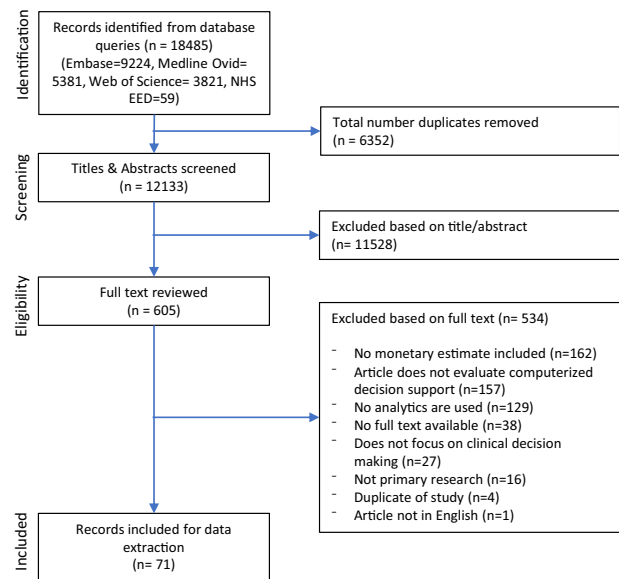 Identification
Records identified from database
queries (n = 18485)
(Embase=9224, Medline Ovid=
5381, Web of Science= 3821, NHS
EED=59)
Total number duplicates removed
(n = 6352)
Screening
Titles & Abstracts screened
(n = 12133)
Excluded based on title/abstract
(n= 11528)
Eligibility
Full text reviewed
(n = 605)
Excluded based on full text (n= 534)
- No monetary estimate included (n=162)
- Article does not evaluate computerized
decision support (n=157)
- No analytics are used (n=129)
- No full text available (n=38)
- Does not focus on clinical decision
making (n=27)
- Not primary research (n=16)
- Duplicate of study (n=4)
- Article not in English (n=1)
Included
Records included for data
extraction
(n= 71)